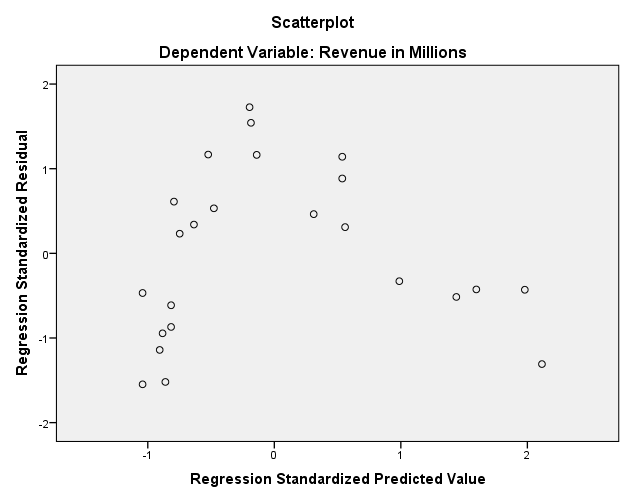 Scatterplot
Dependent Variable: Revenue in Millions
Regression Standardized Residual
2
1
0
-1
-2
-1
0
1
2
Regression Standardized Predicted Value